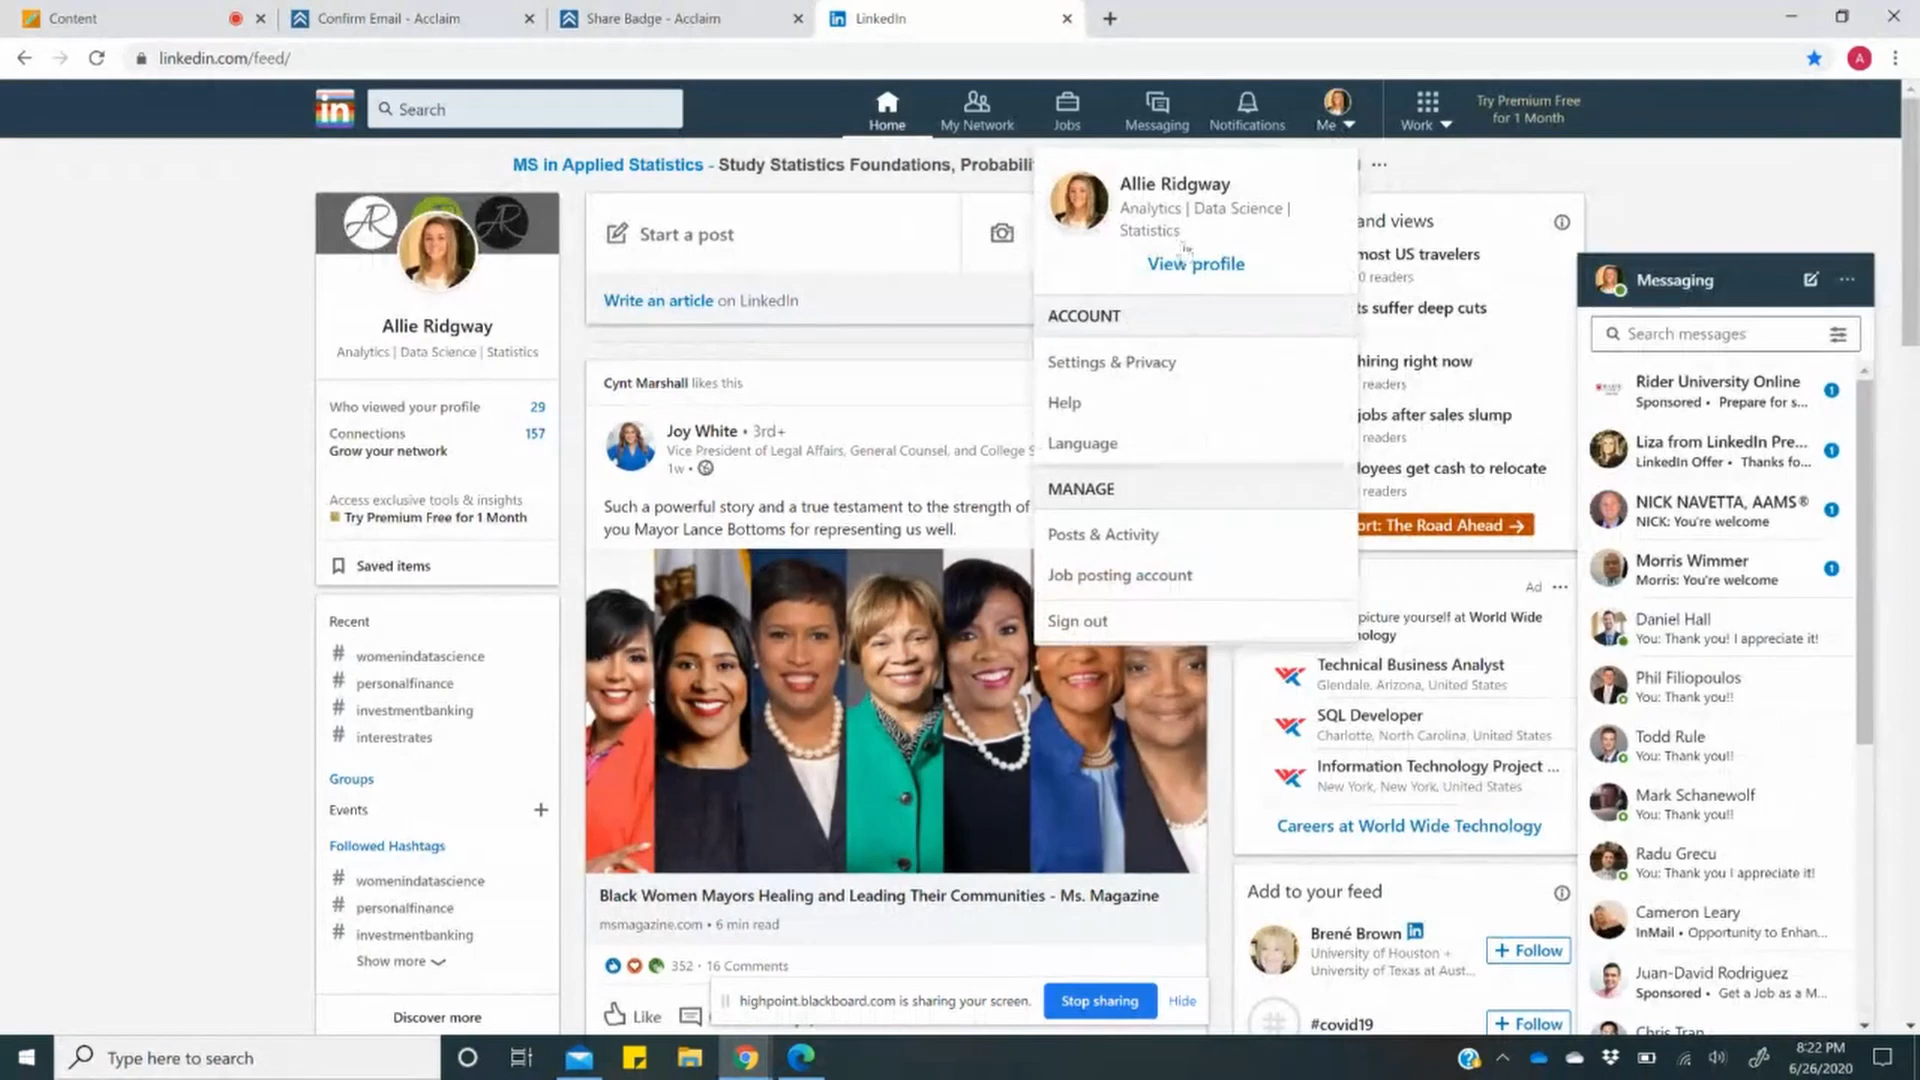 Content
Confirm Email - Acclaim
Share Badge - Acclaim
LinkedIn
linkedin.com/feed/
A
in
Search
Home
My Network
Jobs
Messaging
Notifications
Me
Work
Try Premium Free
for 1 Month
MS in Applied Statistics - Study Statistics Foundations, Probabili
AR
AR
Allie Ridgway
Analytics | Data Science | Statistics
Who viewed your profile 29
Connections 157
Grow your network
Access exclusive tools & insights
Try Premium Free for 1 Month
Saved items
Recent
# womenindatascience
# personalfinance
# investmentbanking
# interestrates
Groups
Events +
Followed Hashtags
# womenindatascience
# personalfinance
# investmentbanking
Show more
Discover more
Start a post
Write an article on LinkedIn
Cynt Marshall likes this
Joy White • 3rd+
Vice President of Legal Affairs, General Counsel, and College S
1w •
Such a powerful story and a true testament to the strength of
you Mayor Lance Bottoms for representing us well.
Black Women Mayors Healing and Leading Their Communities - Ms. Magazine
msmagazine.com • 6 min read
352 · 16 Comments
Like
highpoint.blackboard.com is sharing your screen.
Stop sharing
Hide
Allie Ridgway
Analytics | Data Science |
Statistics
View profile
ACCOUNT
Settings & Privacy
Help
Language
MANAGE
Posts & Activity
Job posting account
Sign out
and views
most US travelers
0 readers
ts suffer deep cuts
hiring right now
readers
jobs after sales slump
readers
loyees get cash to relocate
readers
ort: The Road Ahead →
Ad ...
picture yourself at World Wide
nology
Technical Business Analyst
Glendale, Arizona, United States
SQL Developer
Charlotte, North Carolina, United States
Information Technology Project ...
New York, New York, United States
Careers at World Wide Technology
Add to your feed
Brené Brown in
University of Houston +
University of Texas at Aust...
+ Follow
#covid19
+ Follow
Messaging
Search messages
Rider University Online 1
Sponsored • Prepare for s...
Liza from LinkedIn Pre... 1
LinkedIn Offer • Thanks fo...
NICK NAVETTA, AAMS® 1
NICK: You're welcome
Morris Wimmer 1
Morris: You're welcome
Daniel Hall
You: Thank you! I appreciate it!
Phil Filiopoulos
You: Thank you!!
Todd Rule
You: Thank you!!
Mark Schanewolf
You: Thank you!!
Radu Grecu
You: Thank you I appreciate it!
Cameron Leary
InMail • Opportunity to Enhan...
Juan-David Rodriguez
Sponsored • Get a Job as a M...
Chris Tran
Type here to search
8:22 PM
6/26/2020